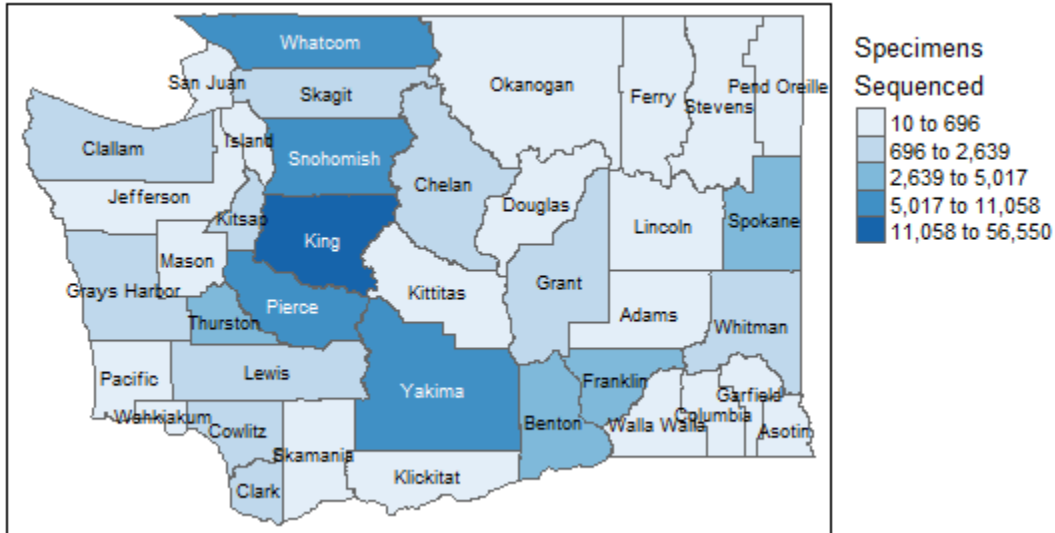 Whatcom
San Juan
Skagit
Okanogan
Ferry
Stevens
Pend Oreille
Clallam
Island
Snohomish
Chelan
Jefferson
Kitsap
Douglas
Lincoln
Spokane
King
Mason
Grays Harbor
Kittitas
Grant
Pierce
Thurston
Adams
Whitman
Pacific
Lewis
Yakima
Franklin
Garfield
Wahkiakum
Cowlitz
Benton
Walla Walla
Columbia
Asotin
Skamania
Klickitat
Clark
Specimens
Sequenced
10 to 696
696 to 2,639
2,639 to 5,017
5,017 to 11,058
11,058 to 56,550